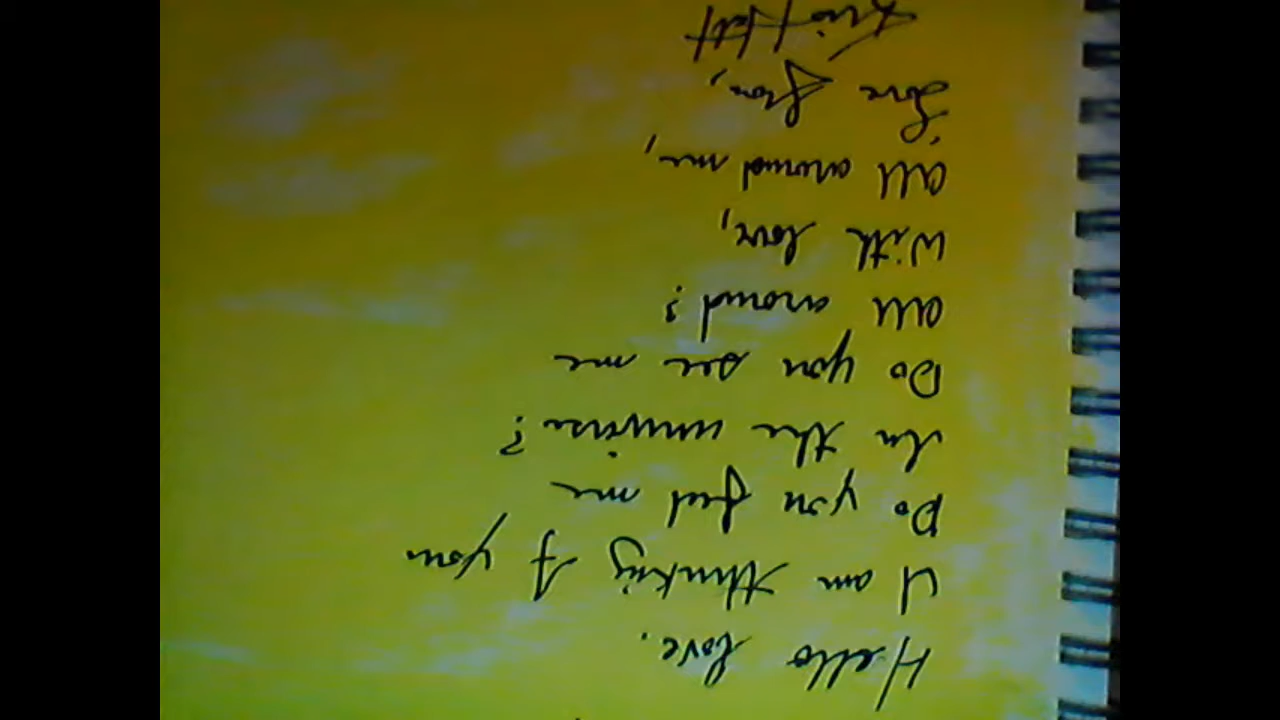 Hello love.
I am thinking of you
Do you feel me
In the universe?
Do you see me
All around?
With love,
All around me,
Love from,